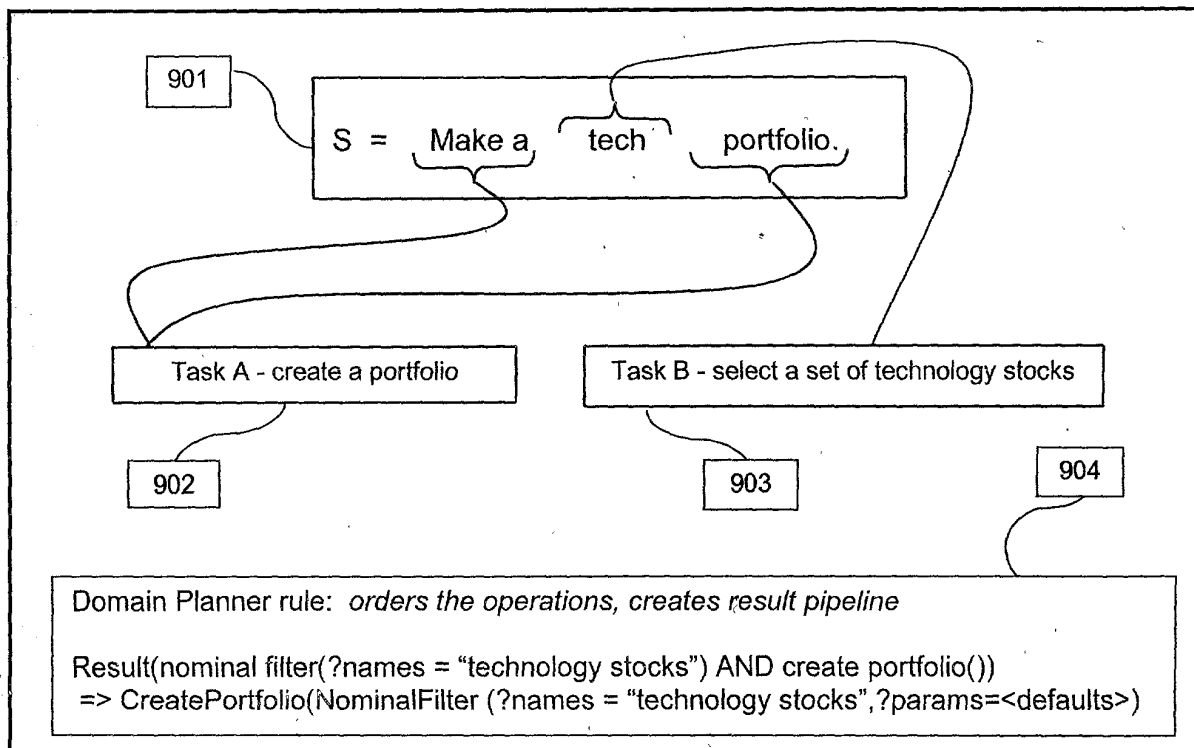 901
S = Make a tech portfolio.
Task A - create a portfolio
Task B - select a set of technology stocks
902
903
904
Domain Planner rule: orders the operations, creates result pipeline
Result(nominal filter(?names = “technology stocks”) AND create portfolio())
=> CreatePortfolio(NominalFilter (?names = “technology stocks”,?params=<defaults>)